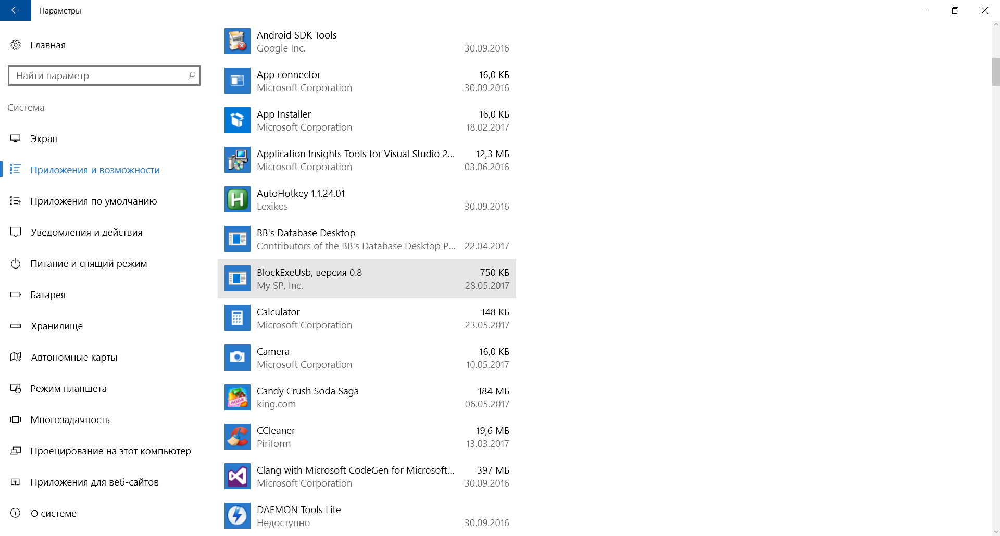 Параметры
Главная
Найти параметр
Система
Экран
Приложения и возможности
Приложения по умолчанию
Уведомления и действия
Питание и спящий режим
Батарея
Хранилище
Автономные карты
Режим планшета
Многозадачность
Проецирование на этот компьютер
Приложения для веб-сайтов
О системе
Android SDK Tools
Google Inc. 30.09.2016
App connector 16,0 КБ
Microsoft Corporation 30.09.2016
App Installer 16,0 КБ
Microsoft Corporation 18.02.2017
Application Insights Tools for Visual Studio 2... 12,3 МБ
Microsoft Corporation 03.06.2016
AutoHotkey 1.1.24.01
Lexikos 30.09.2016
BB's Database Desktop
Contributors of the BB's Database Desktop P... 22.04.2017
BlockExeUsb, версия 0.8 750 КБ
My SP, Inc. 28.05.2017
Calculator 148 КБ
Microsoft Corporation 23.05.2017
Camera 16,0 КБ
Microsoft Corporation 10.05.2017
Candy Crush Soda Saga 184 МБ
king.com 06.05.2017
CCleaner 19,6 МБ
Piriform 13.03.2017
Clang with Microsoft CodeGen for Microsoft... 397 МБ
Microsoft Corporation 30.09.2016
DAEMON Tools Lite
Недоступно 30.09.2016